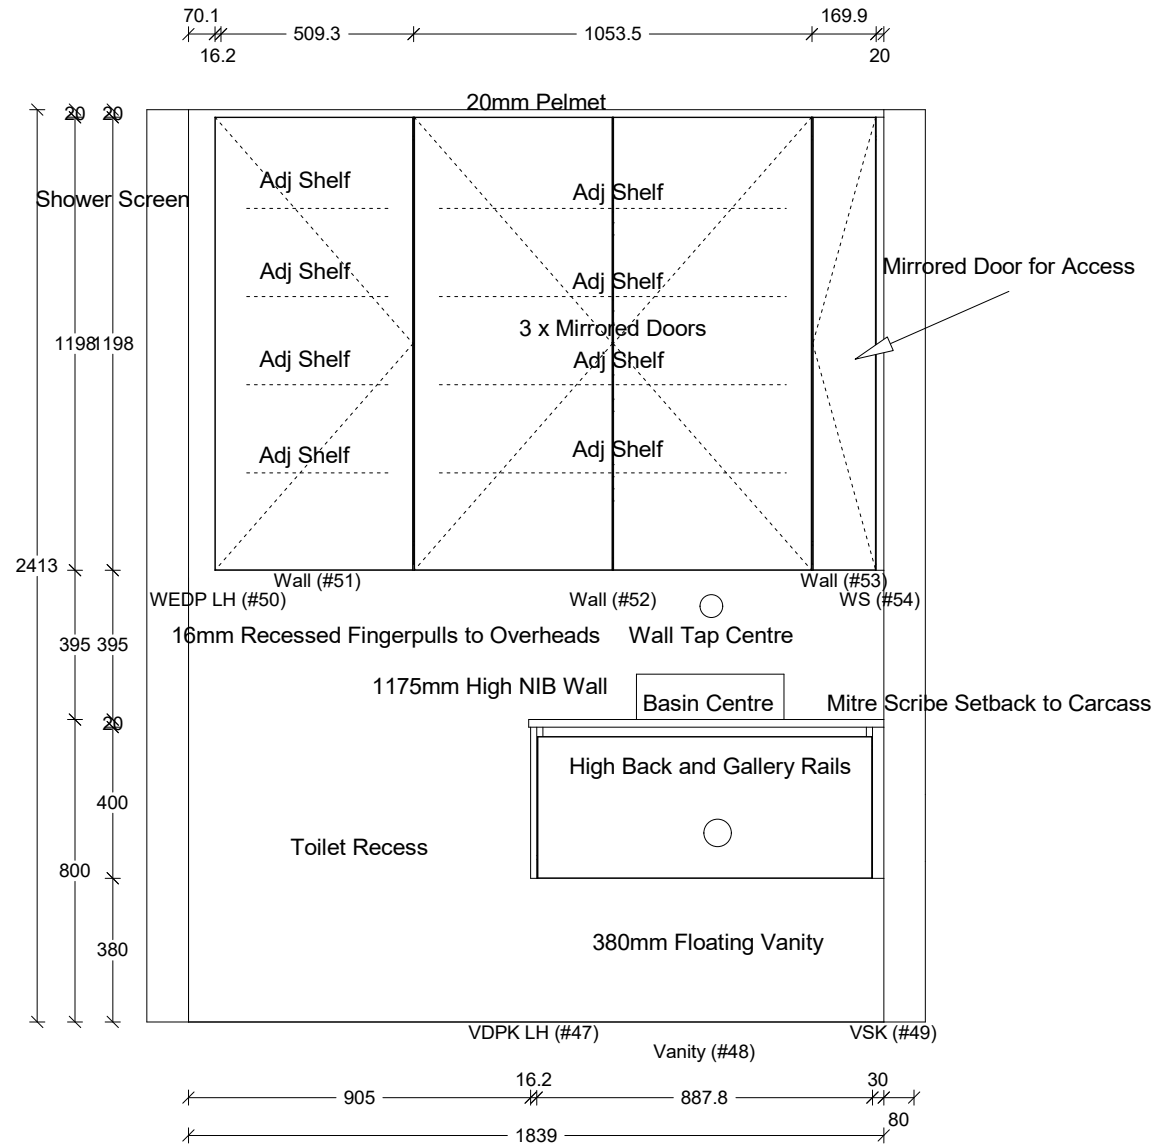 70.1
509.3
1053.5
169.9
16.2
20
20
20
20mm Pelmet
Shower Screen
Adj Shelf
Adj Shelf
Mirrored Door for Access
Adj Shelf
Adj Shelf
3 x Mirrored Doors
1198
1198
Adj Shelf
Adj Shelf
Adj Shelf
Adj Shelf
2413
Wall (#51)
Wall (#53)
WEDP LH (#50)
Wall (#52)
WS (#54)
16mm Recessed Fingerpulls to Overheads
Wall Tap Centre
395
395
1175mm High NIB Wall
Basin Centre
Mitre Scribe Setback to Carcass
20
High Back and Gallery Rails
400
Toilet Recess
800
380mm Floating Vanity
380
VDPK LH (#47)
VSK (#49)
Vanity (#48)
16.2
30
905
887.8
80
1839